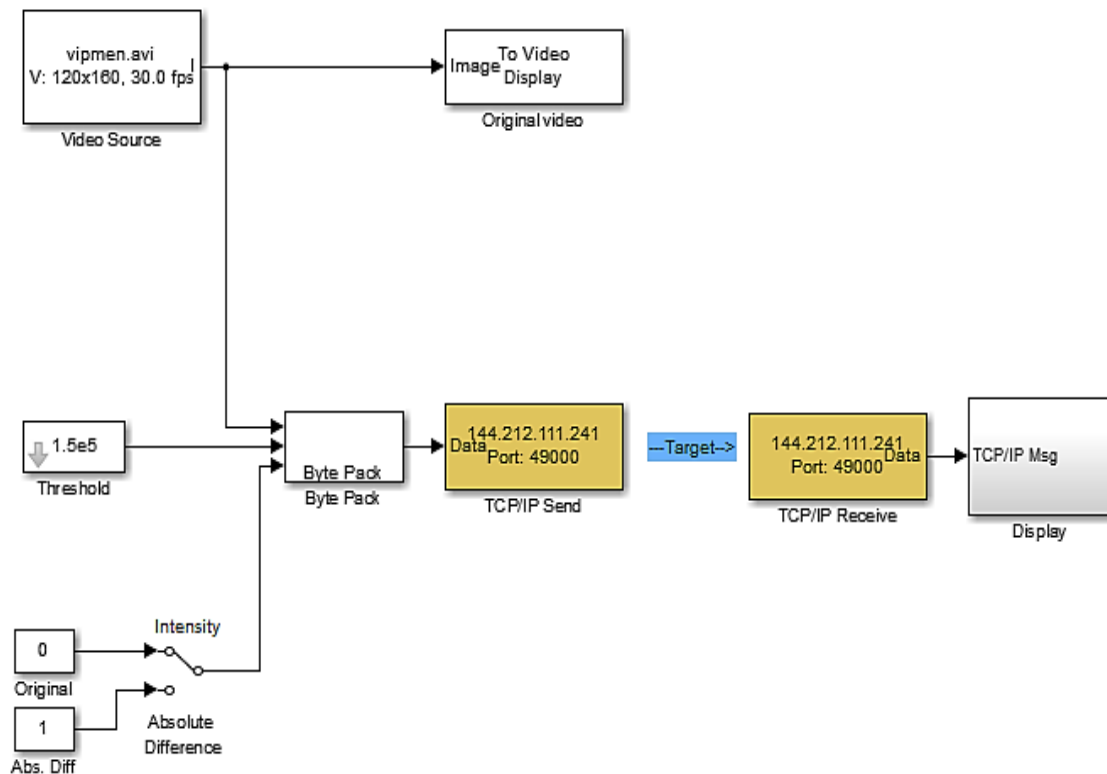 vipmen.avi
V: 120x160, 30.0 fps
I
Video Source
Image
To Video
Display
Original video
1.5e5
Threshold
Byte Pack
Byte Pack
144.212.111.241
Data
Port: 49000
TCP/IP Send
---Target-->
144.212.111.241
Data
Port: 49000
TCP/IP Receive
TCP/IP Msg
Display
Intensity
0
Original
1
Abs. Diff
Absolute
Difference